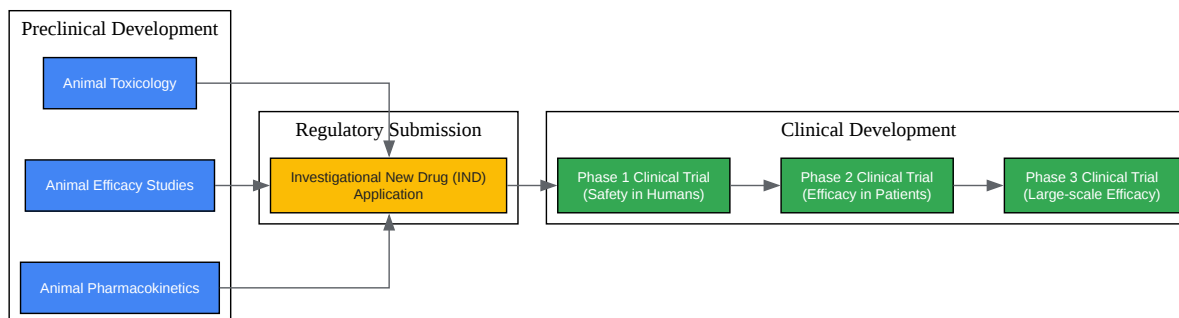 Preclinical Development
Animal Toxicology
Animal Efficacy Studies
Animal Pharmacokinetics
Regulatory Submission
Investigational New Drug (IND)
Application
Clinical Development
Phase 1 Clinical Trial
(Safety in Humans)
Phase 2 Clinical Trial
(Efficacy in Patients)
Phase 3 Clinical Trial
(Large-scale Efficacy)